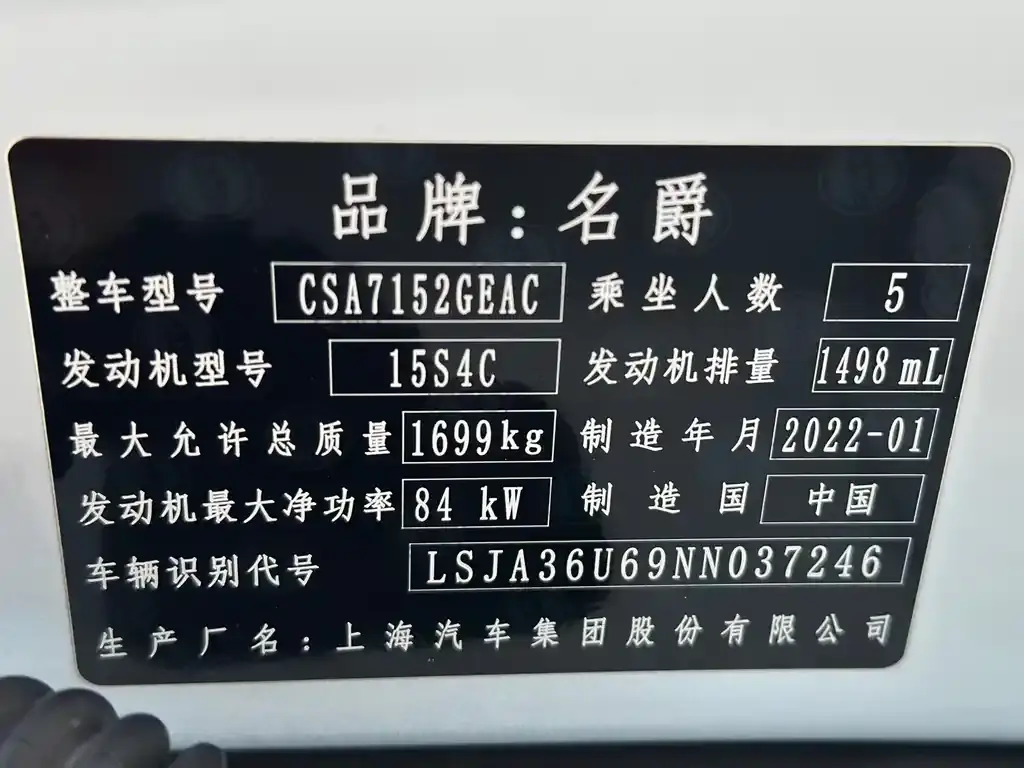 品牌：名爵
整车型号 CSA7152GEAC 乘坐人数 5
发动机型号 15S4C 发动机排量 1498 mL
最大允许总质量 1699kg 制造年月 2022-01
发动机最大净功率 84 kW 制造国 中国
车辆识别代号 LSJA36U69NN037246
生产厂名：上海汽车集团股份有限公司